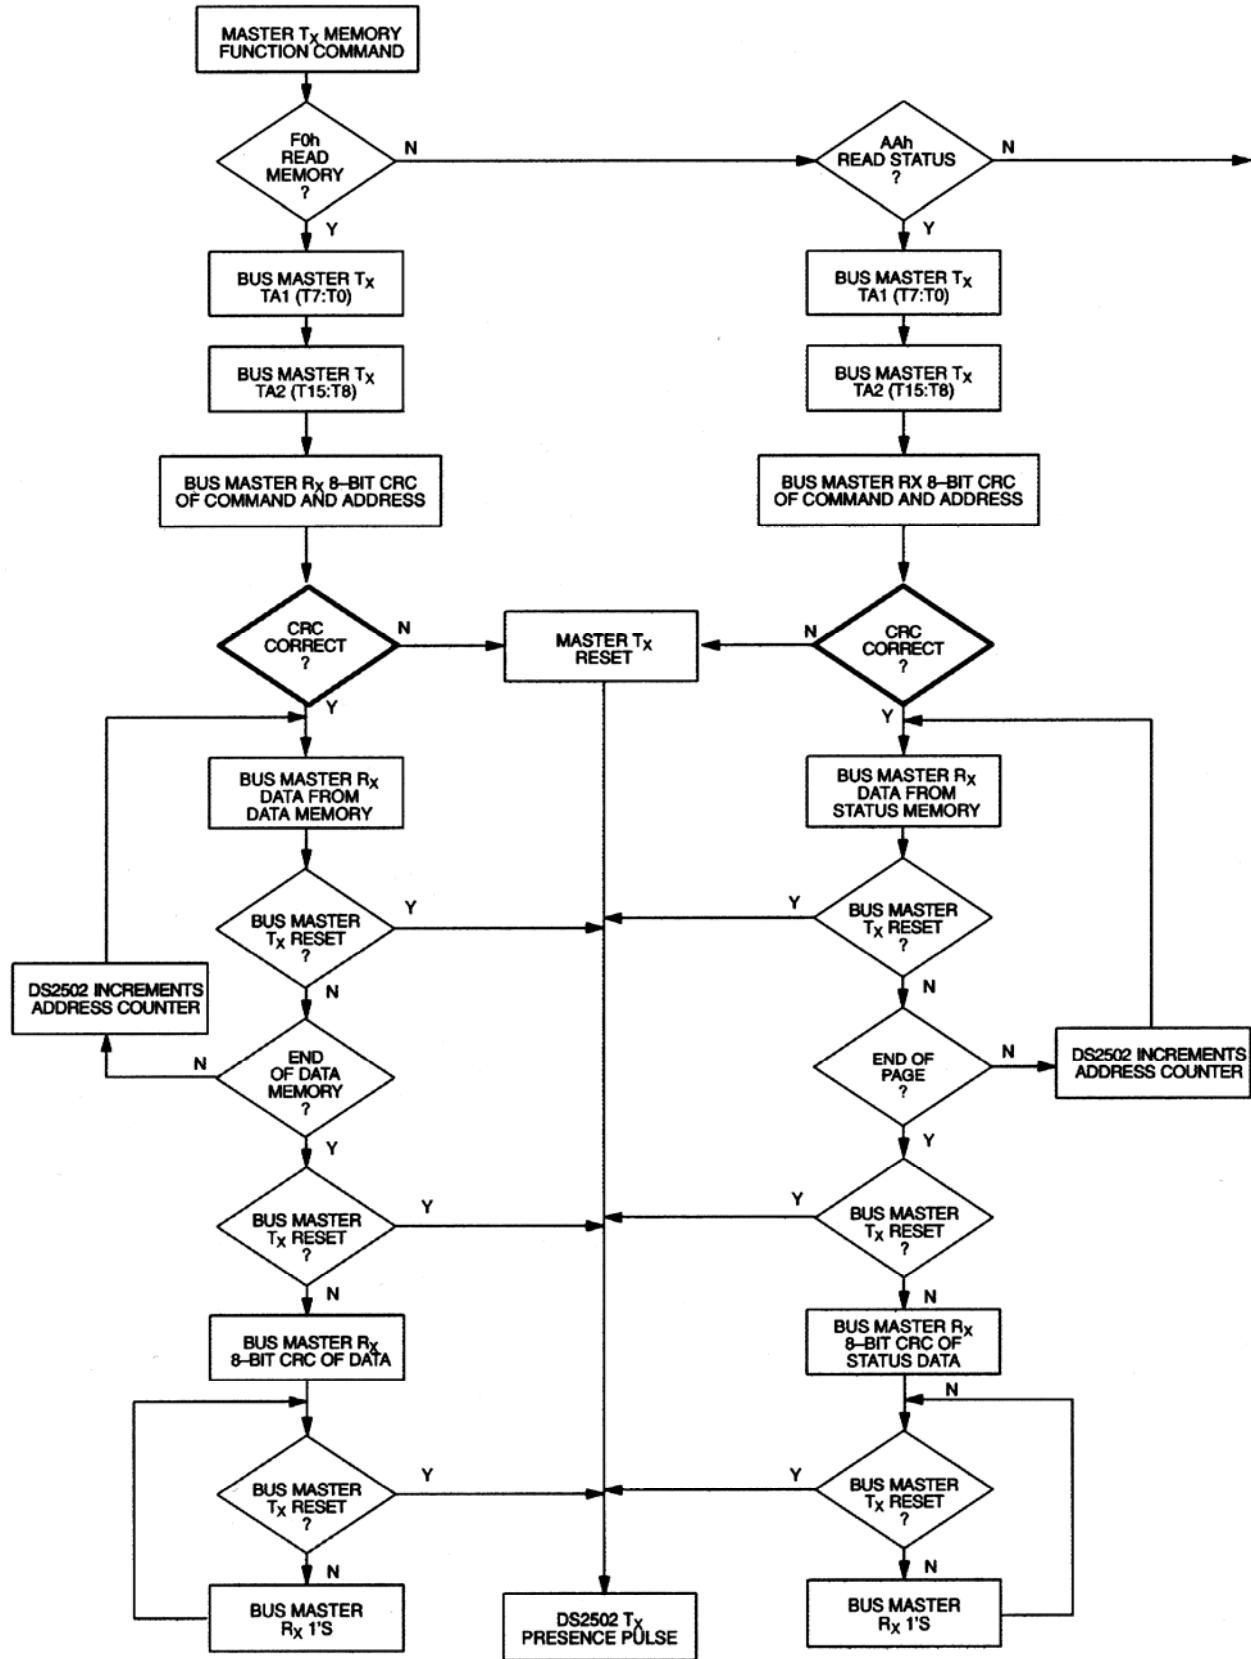 MASTER TX MEMORY
FUNCTION COMMAND
F0h
READ
MEMORY
?
N
Y
AAh
READ STATUS
?
N
Y
BUS MASTER TX
TA1 (T7:T0)
BUS MASTER TX
TA1 (T7:T0)
BUS MASTER TX
TA2 (T15:T8)
BUS MASTER TX
TA2 (T15:T8)
BUS MASTER RX 8–BIT CRC
OF COMMAND AND ADDRESS
BUS MASTER RX 8–BIT CRC
OF COMMAND AND ADDRESS
CRC
CORRECT
?
N
Y
MASTER TX
RESET
N
CRC
CORRECT
?
Y
BUS MASTER RX
DATA FROM
DATA MEMORY
BUS MASTER RX
DATA FROM
STATUS MEMORY
BUS MASTER
TX RESET
?
Y
N
Y
BUS MASTER
TX RESET
?
N
DS2502 INCREMENTS
ADDRESS COUNTER
N
END
OF DATA
MEMORY
?
Y
END OF
PAGE
?
N
Y
DS2502 INCREMENTS
ADDRESS COUNTER
BUS MASTER
TX RESET
?
Y
N
Y
BUS MASTER
TX RESET
?
N
BUS MASTER RX
8–BIT CRC OF DATA
BUS MASTER RX
8–BIT CRC OF
STATUS DATA
N
BUS MASTER
TX RESET
?
Y
N
Y
BUS MASTER
TX RESET
?
N
BUS MASTER
RX 1'S
DS2502 TX
PRESENCE PULSE
BUS MASTER
RX 1'S